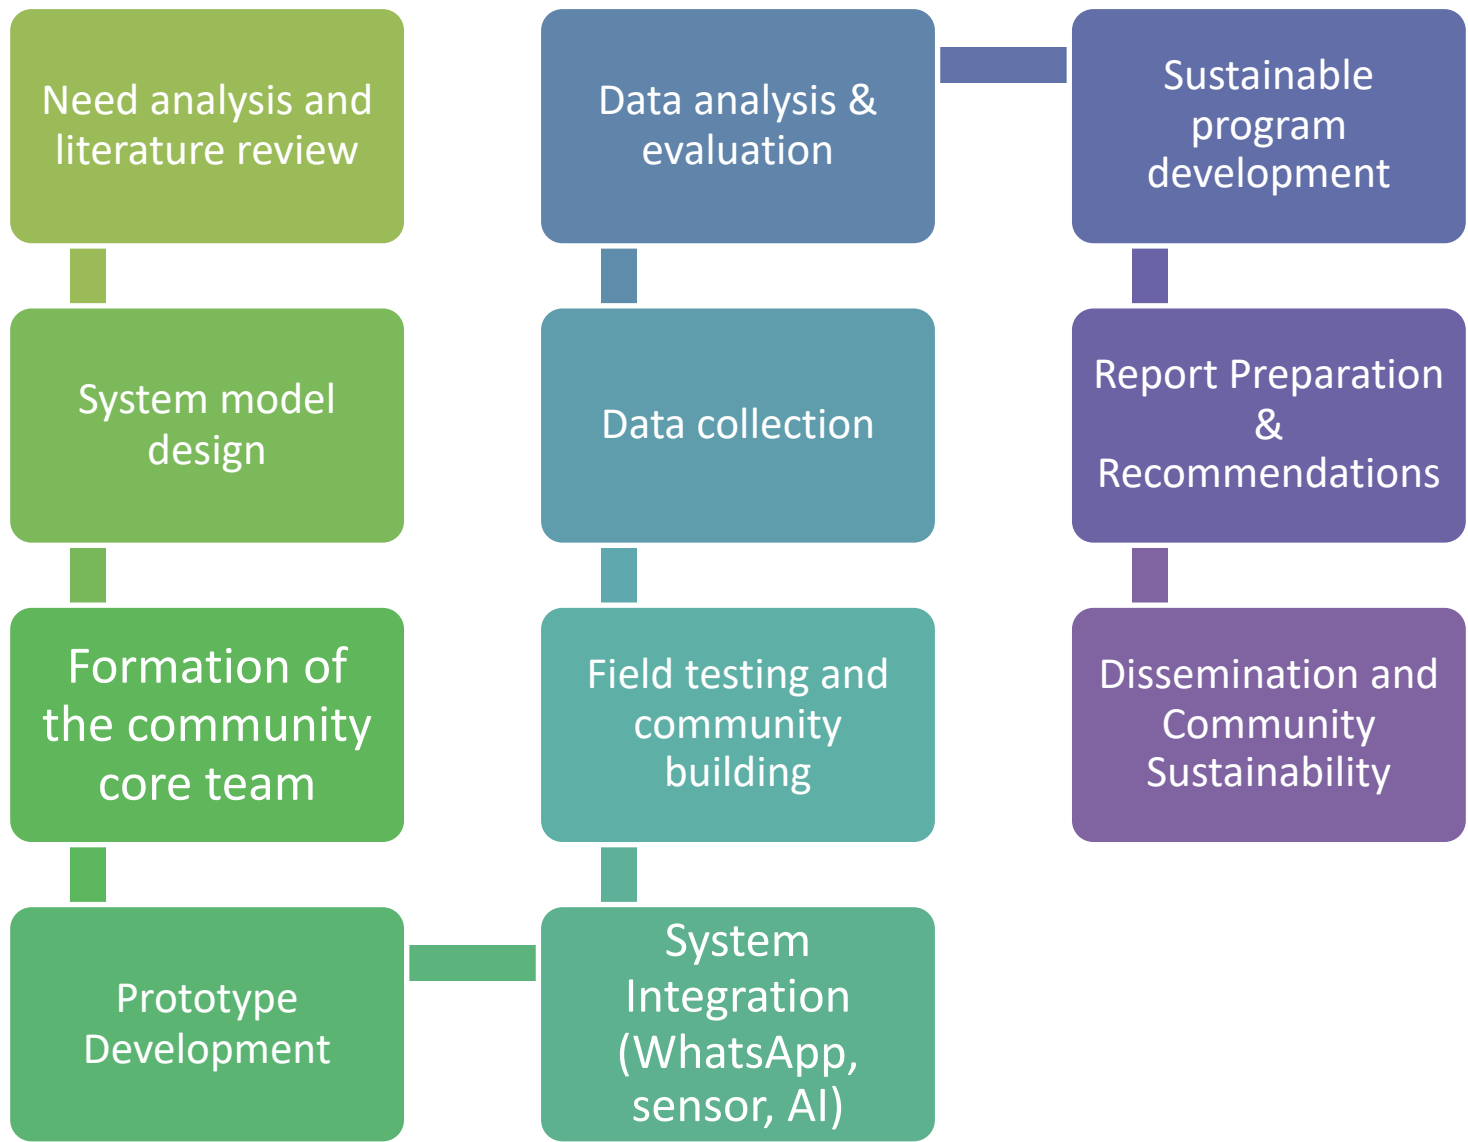 Need analysis and
literature review
System model
design
Formation of
the community
core team
Prototype
Development
System
Integration
(WhatsApp,
sensor, AI)
Field testing and
community
building
Data collection
Data analysis &
evaluation
Sustainable
program
development
Report Preparation
&
Recommendations
Dissemination and
Community
Sustainability